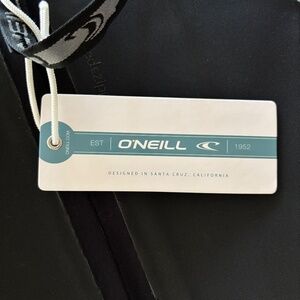 EST | O'NEILL | 1952
DESIGNED IN SANTA CRUZ, CALIFORNIA